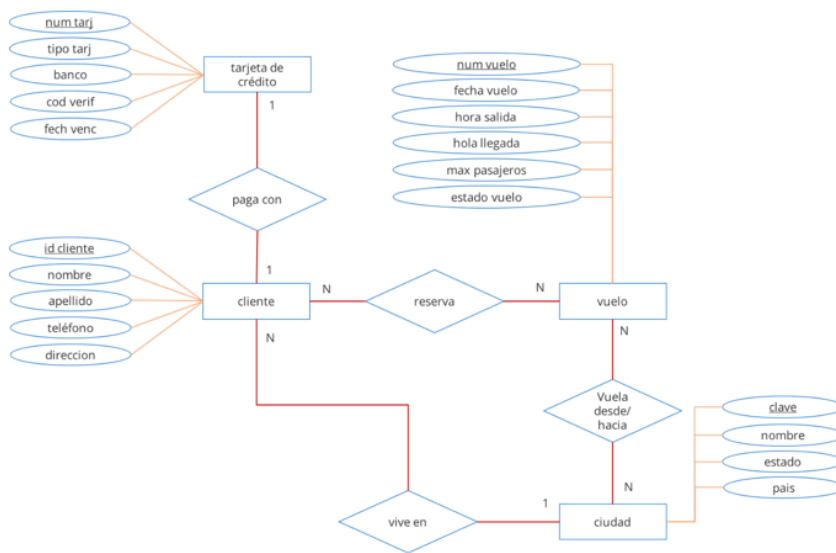 num tarj
tipo tarj
banco
cod verif
fech venc
tarjeta de
crédito
1
paga con
1
num vuelo
fecha vuelo
hora salida
hola llegada
max pasajeros
estado vuelo
id cliente
nombre
apellido
teléfono
direccion
cliente
N
reserva
N
vuelo
N
N
Vuela
desde/
hacia
N
clave
nombre
estado
pais
vive en
1
ciudad